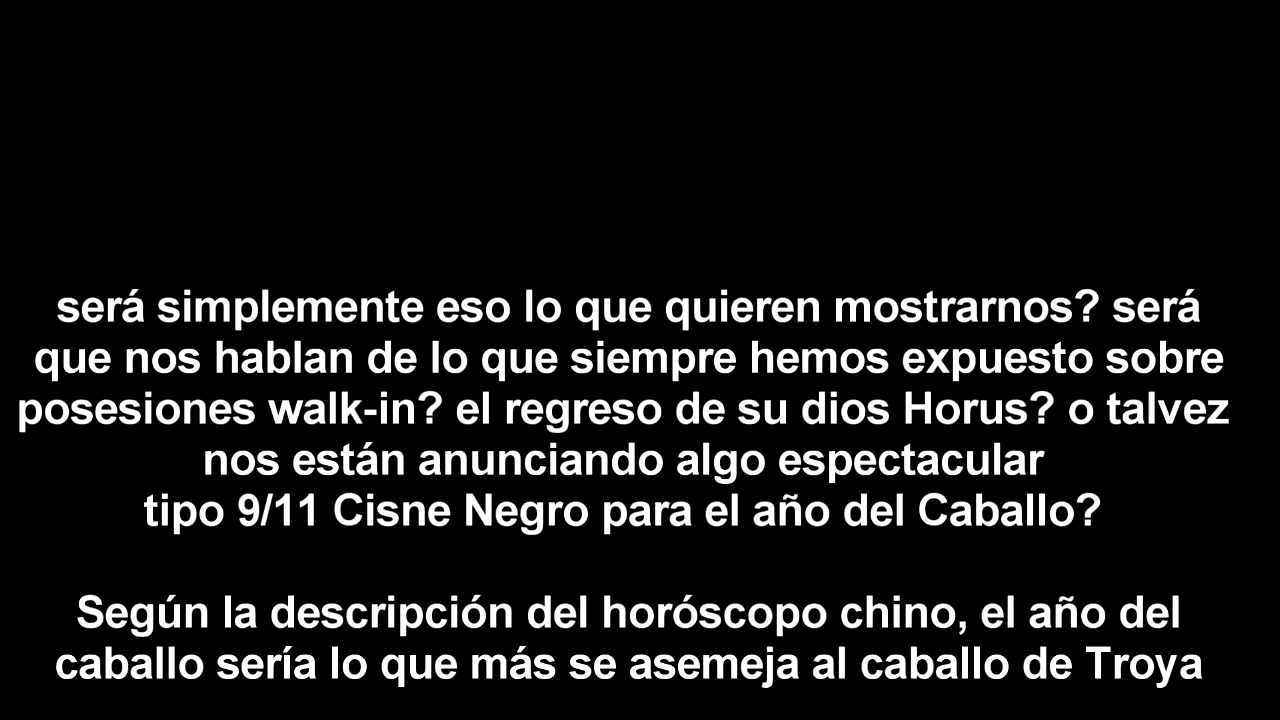 será simplemente eso lo que quieren mostrarnos? será
que nos hablan de lo que siempre hemos expuesto sobre
posesiones walk-in? el regreso de su dios Horus? o talvez
nos están anunciando algo espectacular
tipo 9/11 Cisne Negro para el año del Caballo?
Según la descripción del horóscopo chino, el año del
caballo sería lo que más se asemeja al caballo de Troya